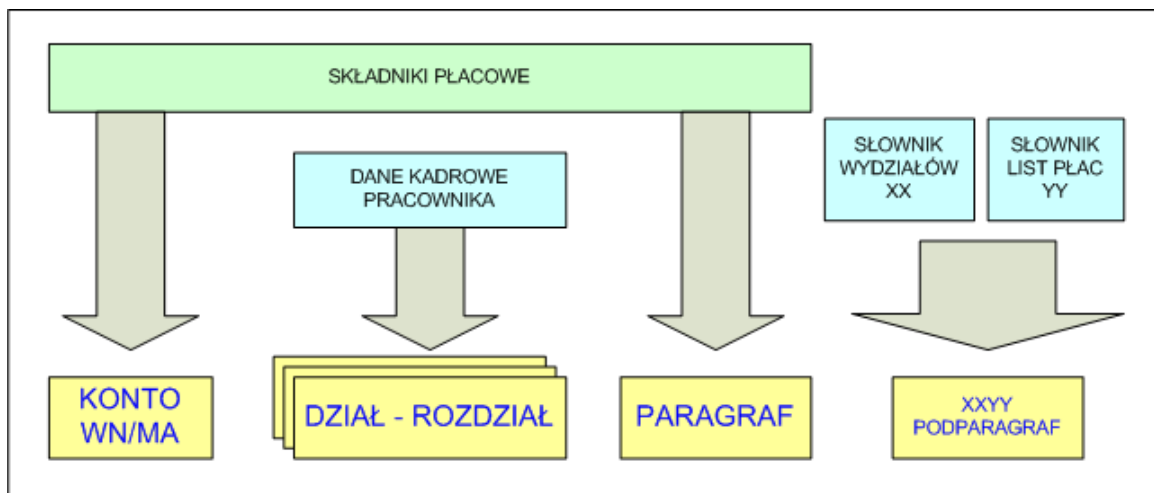 SKŁADNIKI PŁACOWE
DANE KADROWE
PRACOWNIKA
SŁOWNIK
WYDZIAŁÓW
XX
SŁOWNIK
LIST PŁAC
YY
KONTO
WN/MA
DZIAŁ - ROZDZIAŁ
PARAGRAF
XXYY
PODPARAGRAF